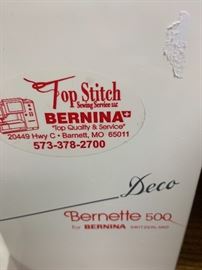 Top Stitch
Sewing Service LLC
BERNINA+
"Top Quality & Service"
20449 Hwy C • Barnett, MO 65011
573-378-2700
Deco
Bernette 500
for BERNINA SWITZERLAND